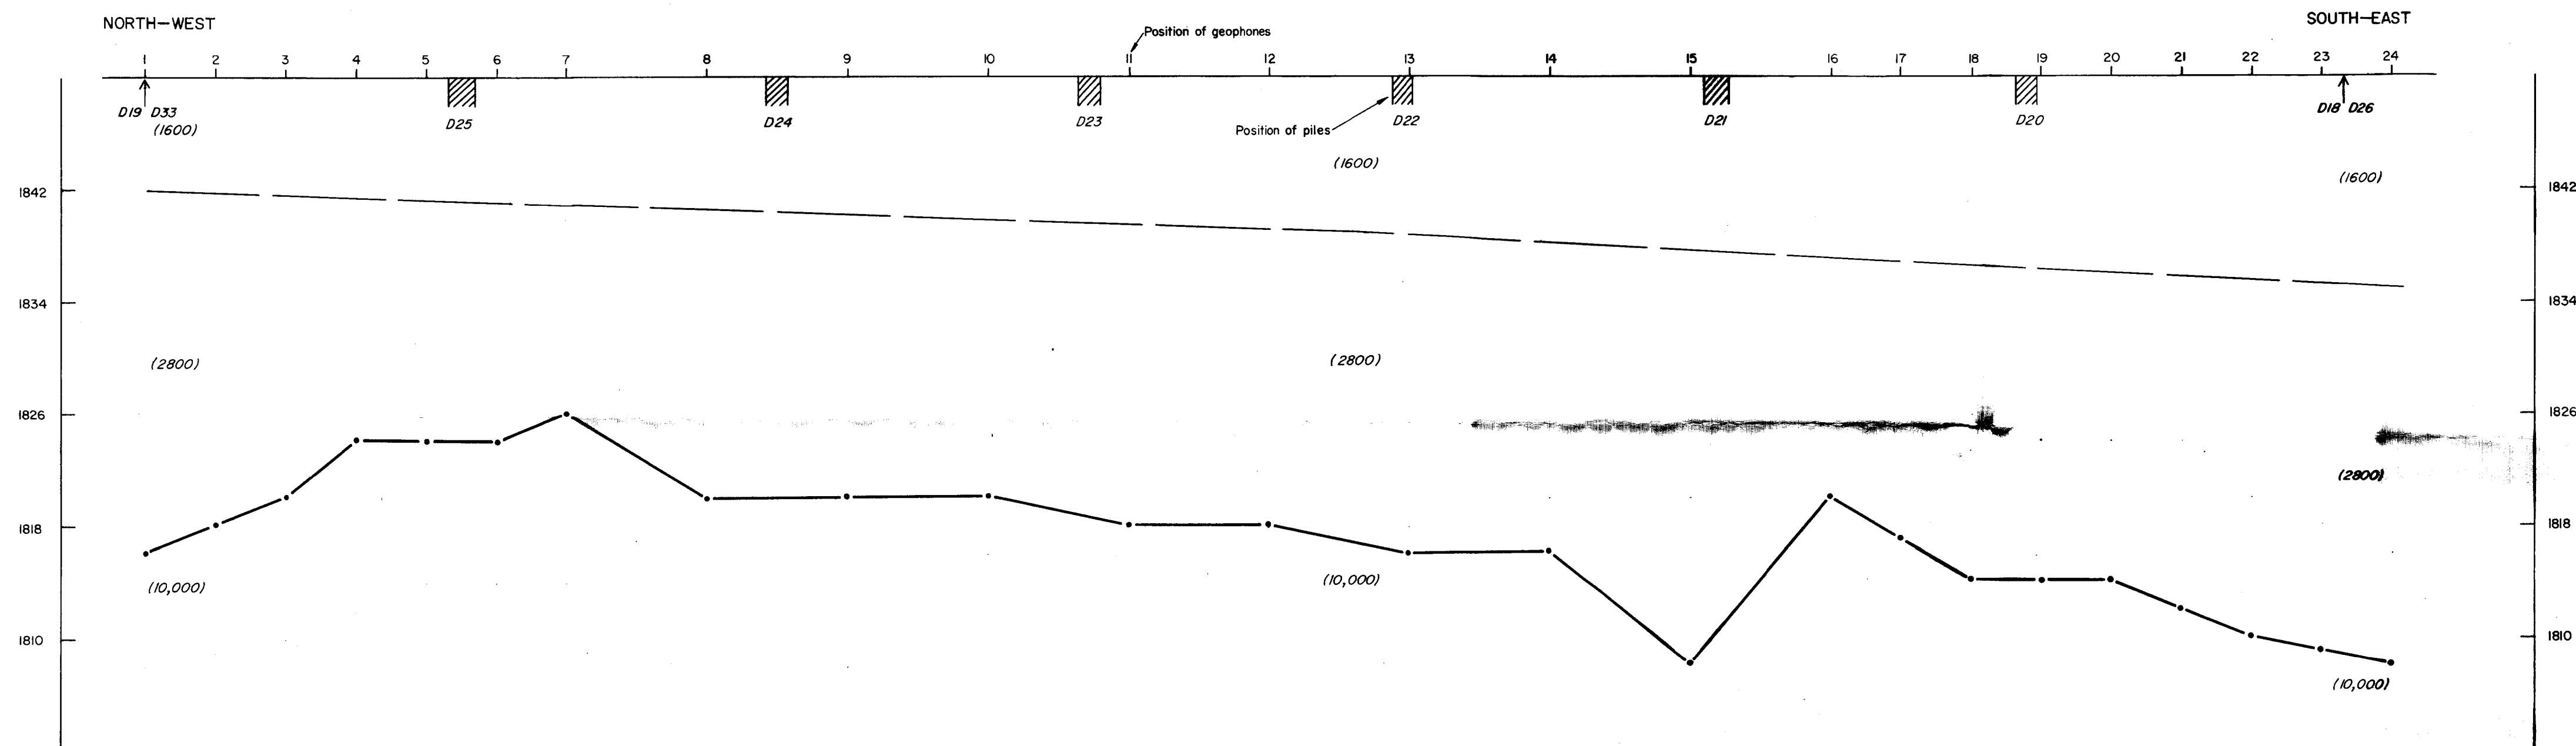 NORTH—WEST
SOUTH—EAST
Position of geophones
1 2 3 4 5 6 7 8 9 10 11 12 13 14 15 16 17 18 19 20 21 22 23 24
D19 D33
D25
D24
D23
D22
D21
D20
D18 D26
Position of piles
(1600)
(1600)
(1600)
1842
1842
1834
1834
(2800)
(2800)
1826
1826
(2800)
1818
1818
(10,000)
(10,000)
1810
1810
(10,000)